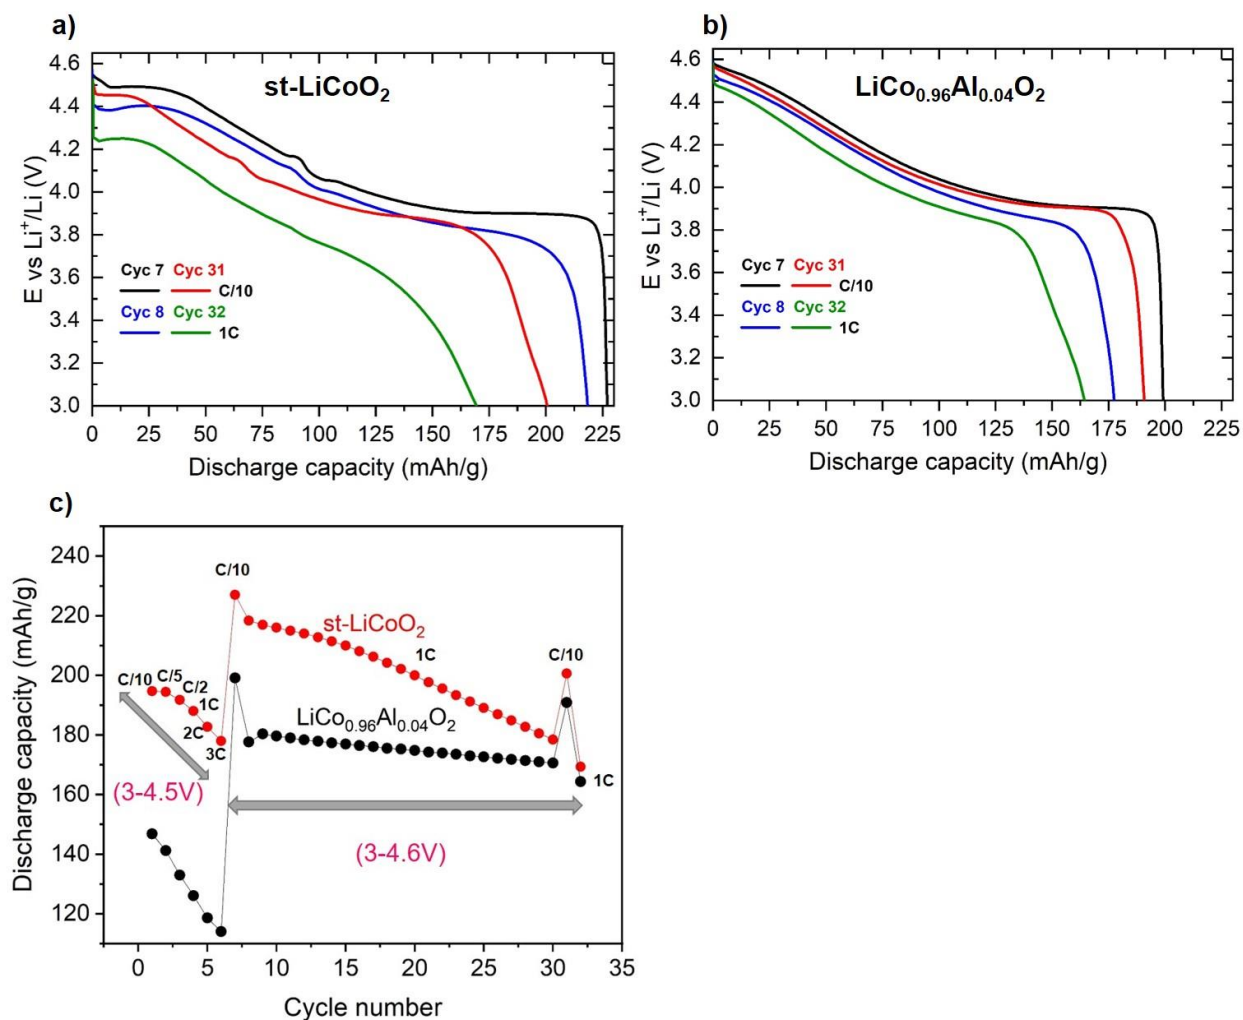 a)
st-LiCoO₂
E vs Li⁺/Li (V)
4.6
4.4
4.2
4.0
3.8
3.6
3.4
3.2
3.0
Cyc 7 Cyc 31
C/10
Cyc 8 Cyc 32
1C
0 25 50 75 100 125 150 175 200 225
Discharge capacity (mAh/g)
b)
LiCo₀.₉₆Al₀.₀₄O₂
E vs Li⁺/Li (V)
4.6
4.4
4.2
4.0
3.8
3.6
3.4
3.2
3.0
Cyc 7 Cyc 31
C/10
Cyc 8 Cyc 32
1C
0 25 50 75 100 125 150 175 200 225
Discharge capacity (mAh/g)
c)
Discharge capacity (mAh/g)
240
220
200
180
160
140
120
C/10
st-LiCoO₂
1C
C/10
C/10
C/5
C/2
1C
2C
3C
LiCo₀.₉₆Al₀.₀₄O₂
1C
(3-4.5V)
(3-4.6V)
0 5 10 15 20 25 30 35
Cycle number